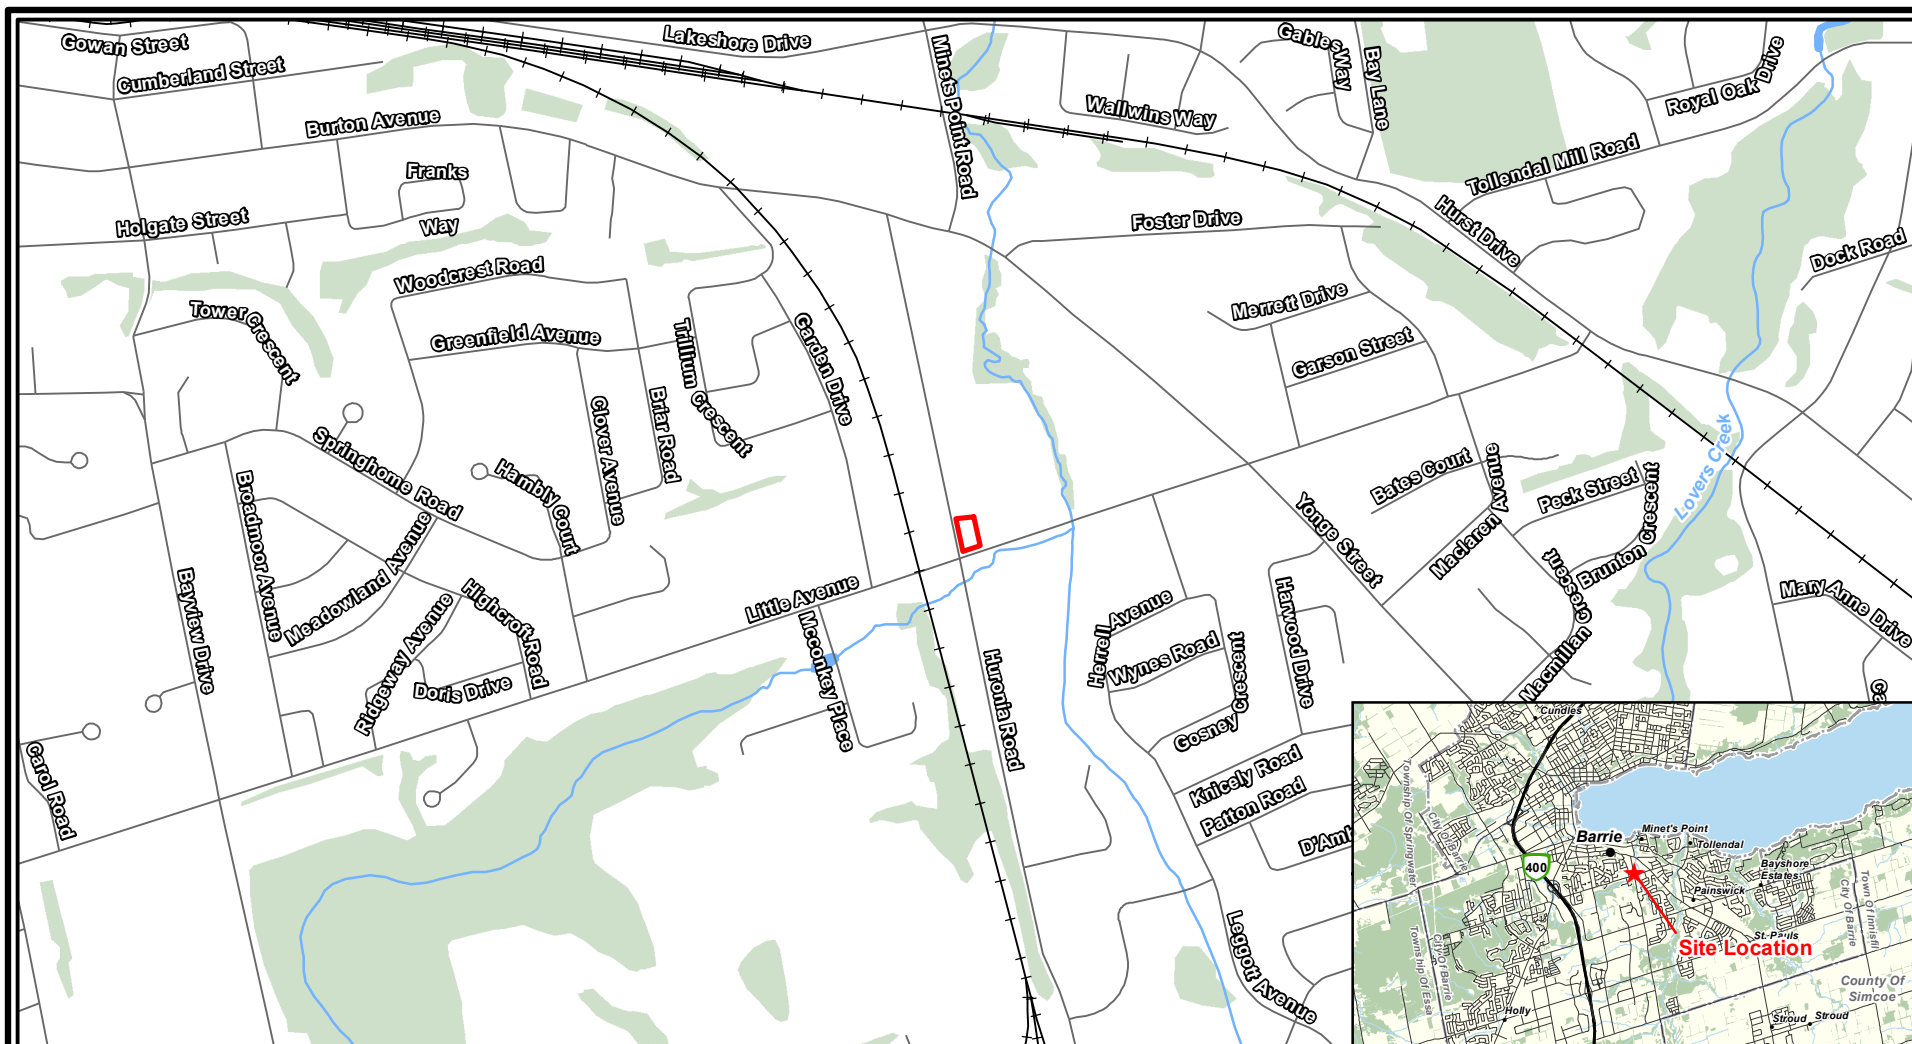 Gowan Street
Cumberland Street
Lakeshore Drive
Minets Point Road
Gables Way
Bay Lane
Royal Oak Drive
Burton Avenue
Wallwins Way
Tollendal Mill Road
Franks
Way
Holgate Street
Foster Drive
Hurst Drive
Dock Road
Woodcrest Road
Tower Crescent
Greenfield Avenue
Trillium Crescent
Garden Drive
Merrett Drive
Garson Street
Springhome Road
Clover Avenue
Briar Road
Hambly Court
Broadmoor Avenue
Bates Court
Maclaren Avenue
Peck Street
Brunton Crescent
Lovers Creek
Yonge Street
Meadowland Avenue
Bayview Drive
Highcroft Road
Ridgeway Avenue
Doris Drive
Little Avenue
Mcconkey Place
Huronia Road
Herrell Avenue
Wynes Road
Gosney Crescent
Harwood Drive
Macmillan Crescent
Mary Anne Drive
Ca
Carol Road
Knicely Road
Patton Road
D'Amb
Leggott Avenue
Cundles
Township Of Springwater
City Of Barrie
Barrie
Minet's Point
Tollendal
400
Bayshore
Estates
Painswick
Town Of Innisfil
City Of Barrie
St. Pauls
Site Location
Township Of Essa
City Of Barrie
County Of
Simcoe
Holly
Stroud
Stroud